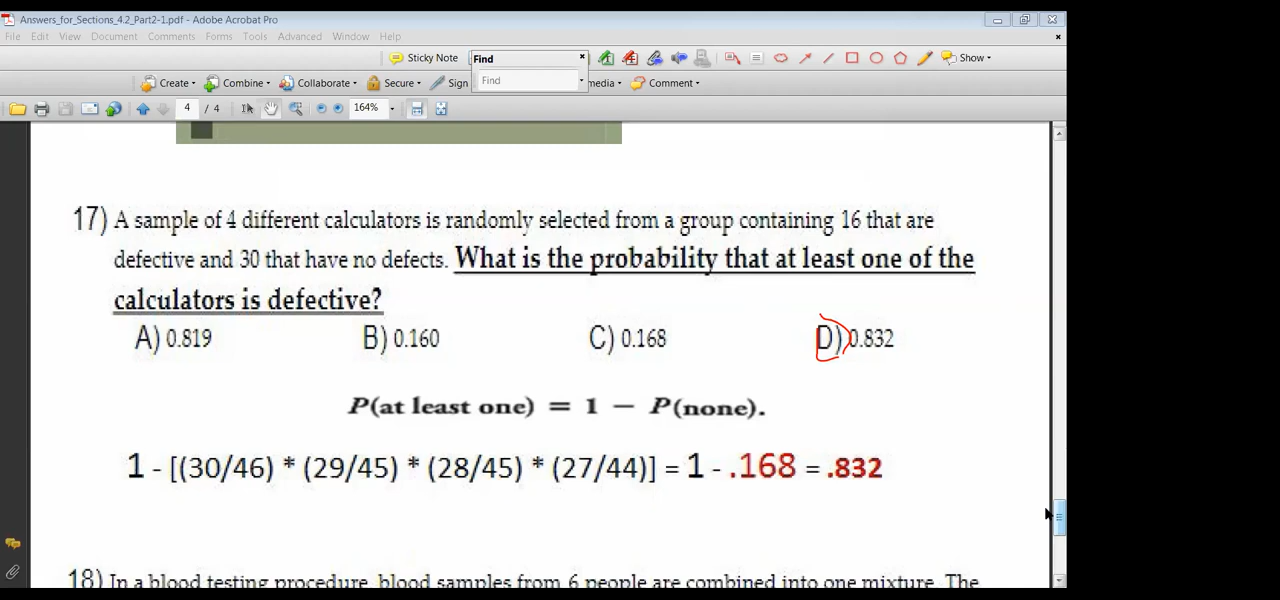 Answers_for_Sections_4.2_Part2-1.pdf - Adobe Acrobat Pro
File Edit View Document Comments Forms Tools Advanced Window Help
Sticky Note Find Show
Find
Create Combine Collaborate Secure Sign media Comment
4 / 4 164%
17) A sample of 4 different calculators is randomly selected from a group containing 16 that are
defective and 30 that have no defects. What is the probability that at least one of the
calculators is defective?
A) 0.819 B) 0.160 C) 0.168 D) 0.832
P(at least one) = 1 − P(none).
1 - [(30/46) * (29/45) * (28/45) * (27/44)] = 1 - .168 = .832
18) In a blood testing procedure, blood samples from 6 people are combined into one mixture. The